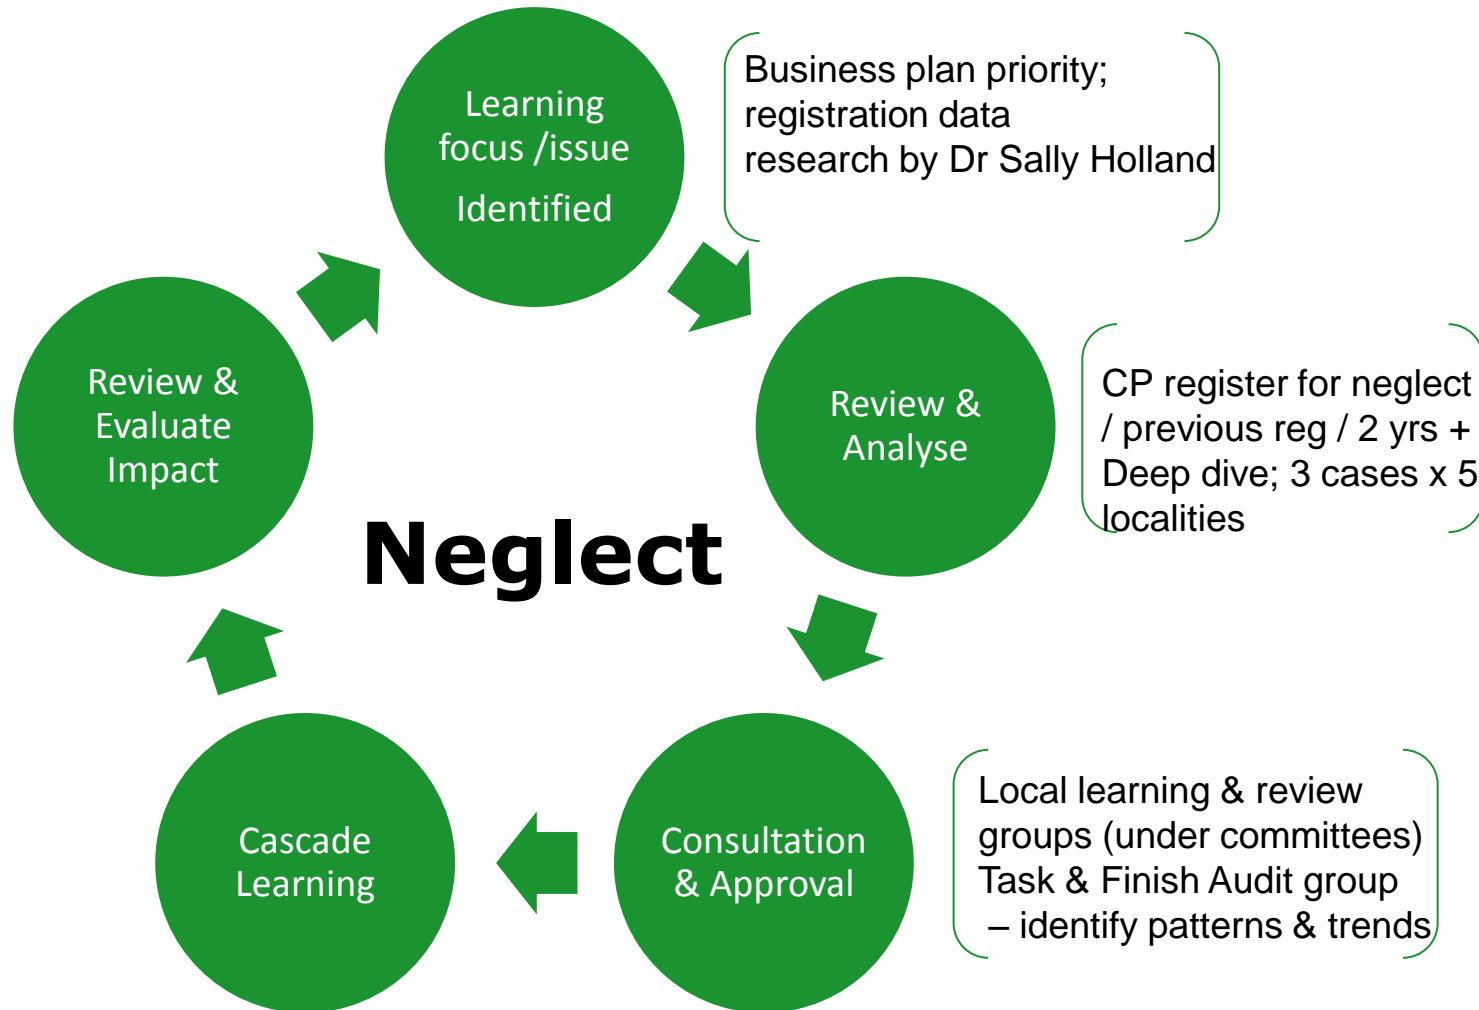 Learning
focus /issue
Identified
Business plan priority;
registration data
research by Dr Sally Holland
Review &
Analyse
CP register for neglect
/ previous reg / 2 yrs +
Deep dive; 3 cases x 5
localities
Consultation
& Approval
Local learning & review
groups (under committees)
Task & Finish Audit group
– identify patterns & trends
Cascade
Learning
Review &
Evaluate
Impact
Neglect